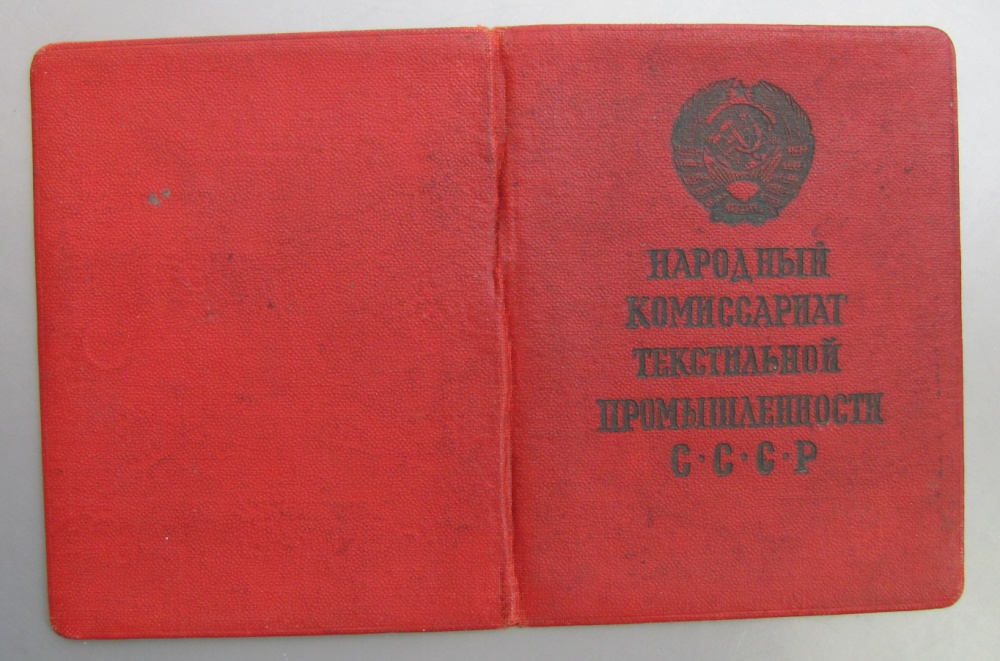 НАРОДНЫЙ
КОМИССАРИАТ
ТЕКСТИЛЬНОЙ
ПРОМЫШЛЕННОСТИ
С·С·С·Р